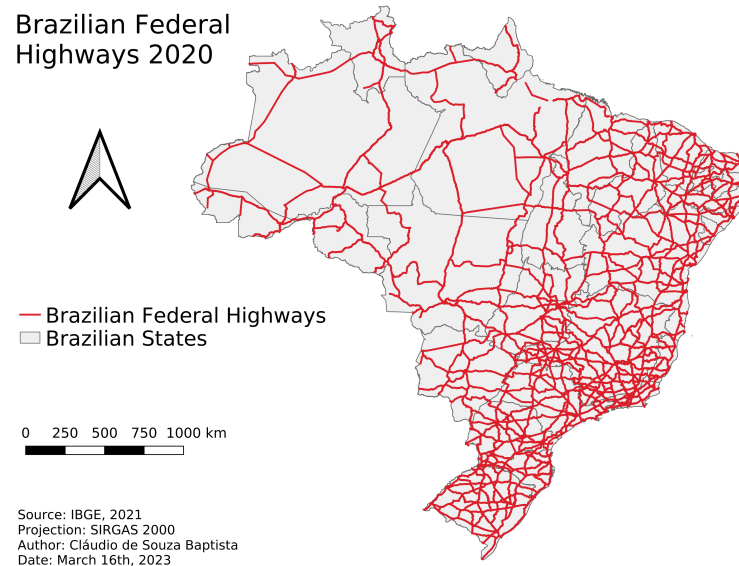 Brazilian Federal
Highways 2020
Brazilian Federal Highways
Brazilian States
0 250 500 750 1000 km
Source: IBGE, 2021
Projection: SIRGAS 2000
Author: Cláudio de Souza Baptista
Date: March 16th, 2023